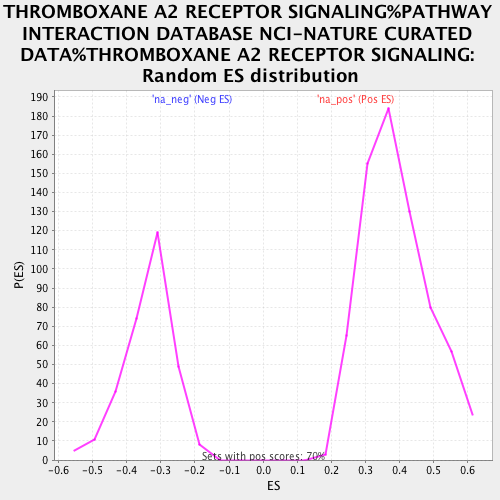 THROMBOXANE A2 RECEPTOR SIGNALING%PATHWAY
INTERACTION DATABASE NCI-NATURE CURATED
DATA%THROMBOXANE A2 RECEPTOR SIGNALING:
Random ES distribution
'na_neg' (Neg ES) 'na_pos' (Pos ES)
190
180
170
160
150
140
130
120
110
100
90
80
70
60
50
40
30
20
10
0
P(ES)
Sets with pos scores: 70%
-0.6 -0.5 -0.4 -0.3 -0.2 -0.1 0.0 0.1 0.2 0.3 0.4 0.5 0.6
ES